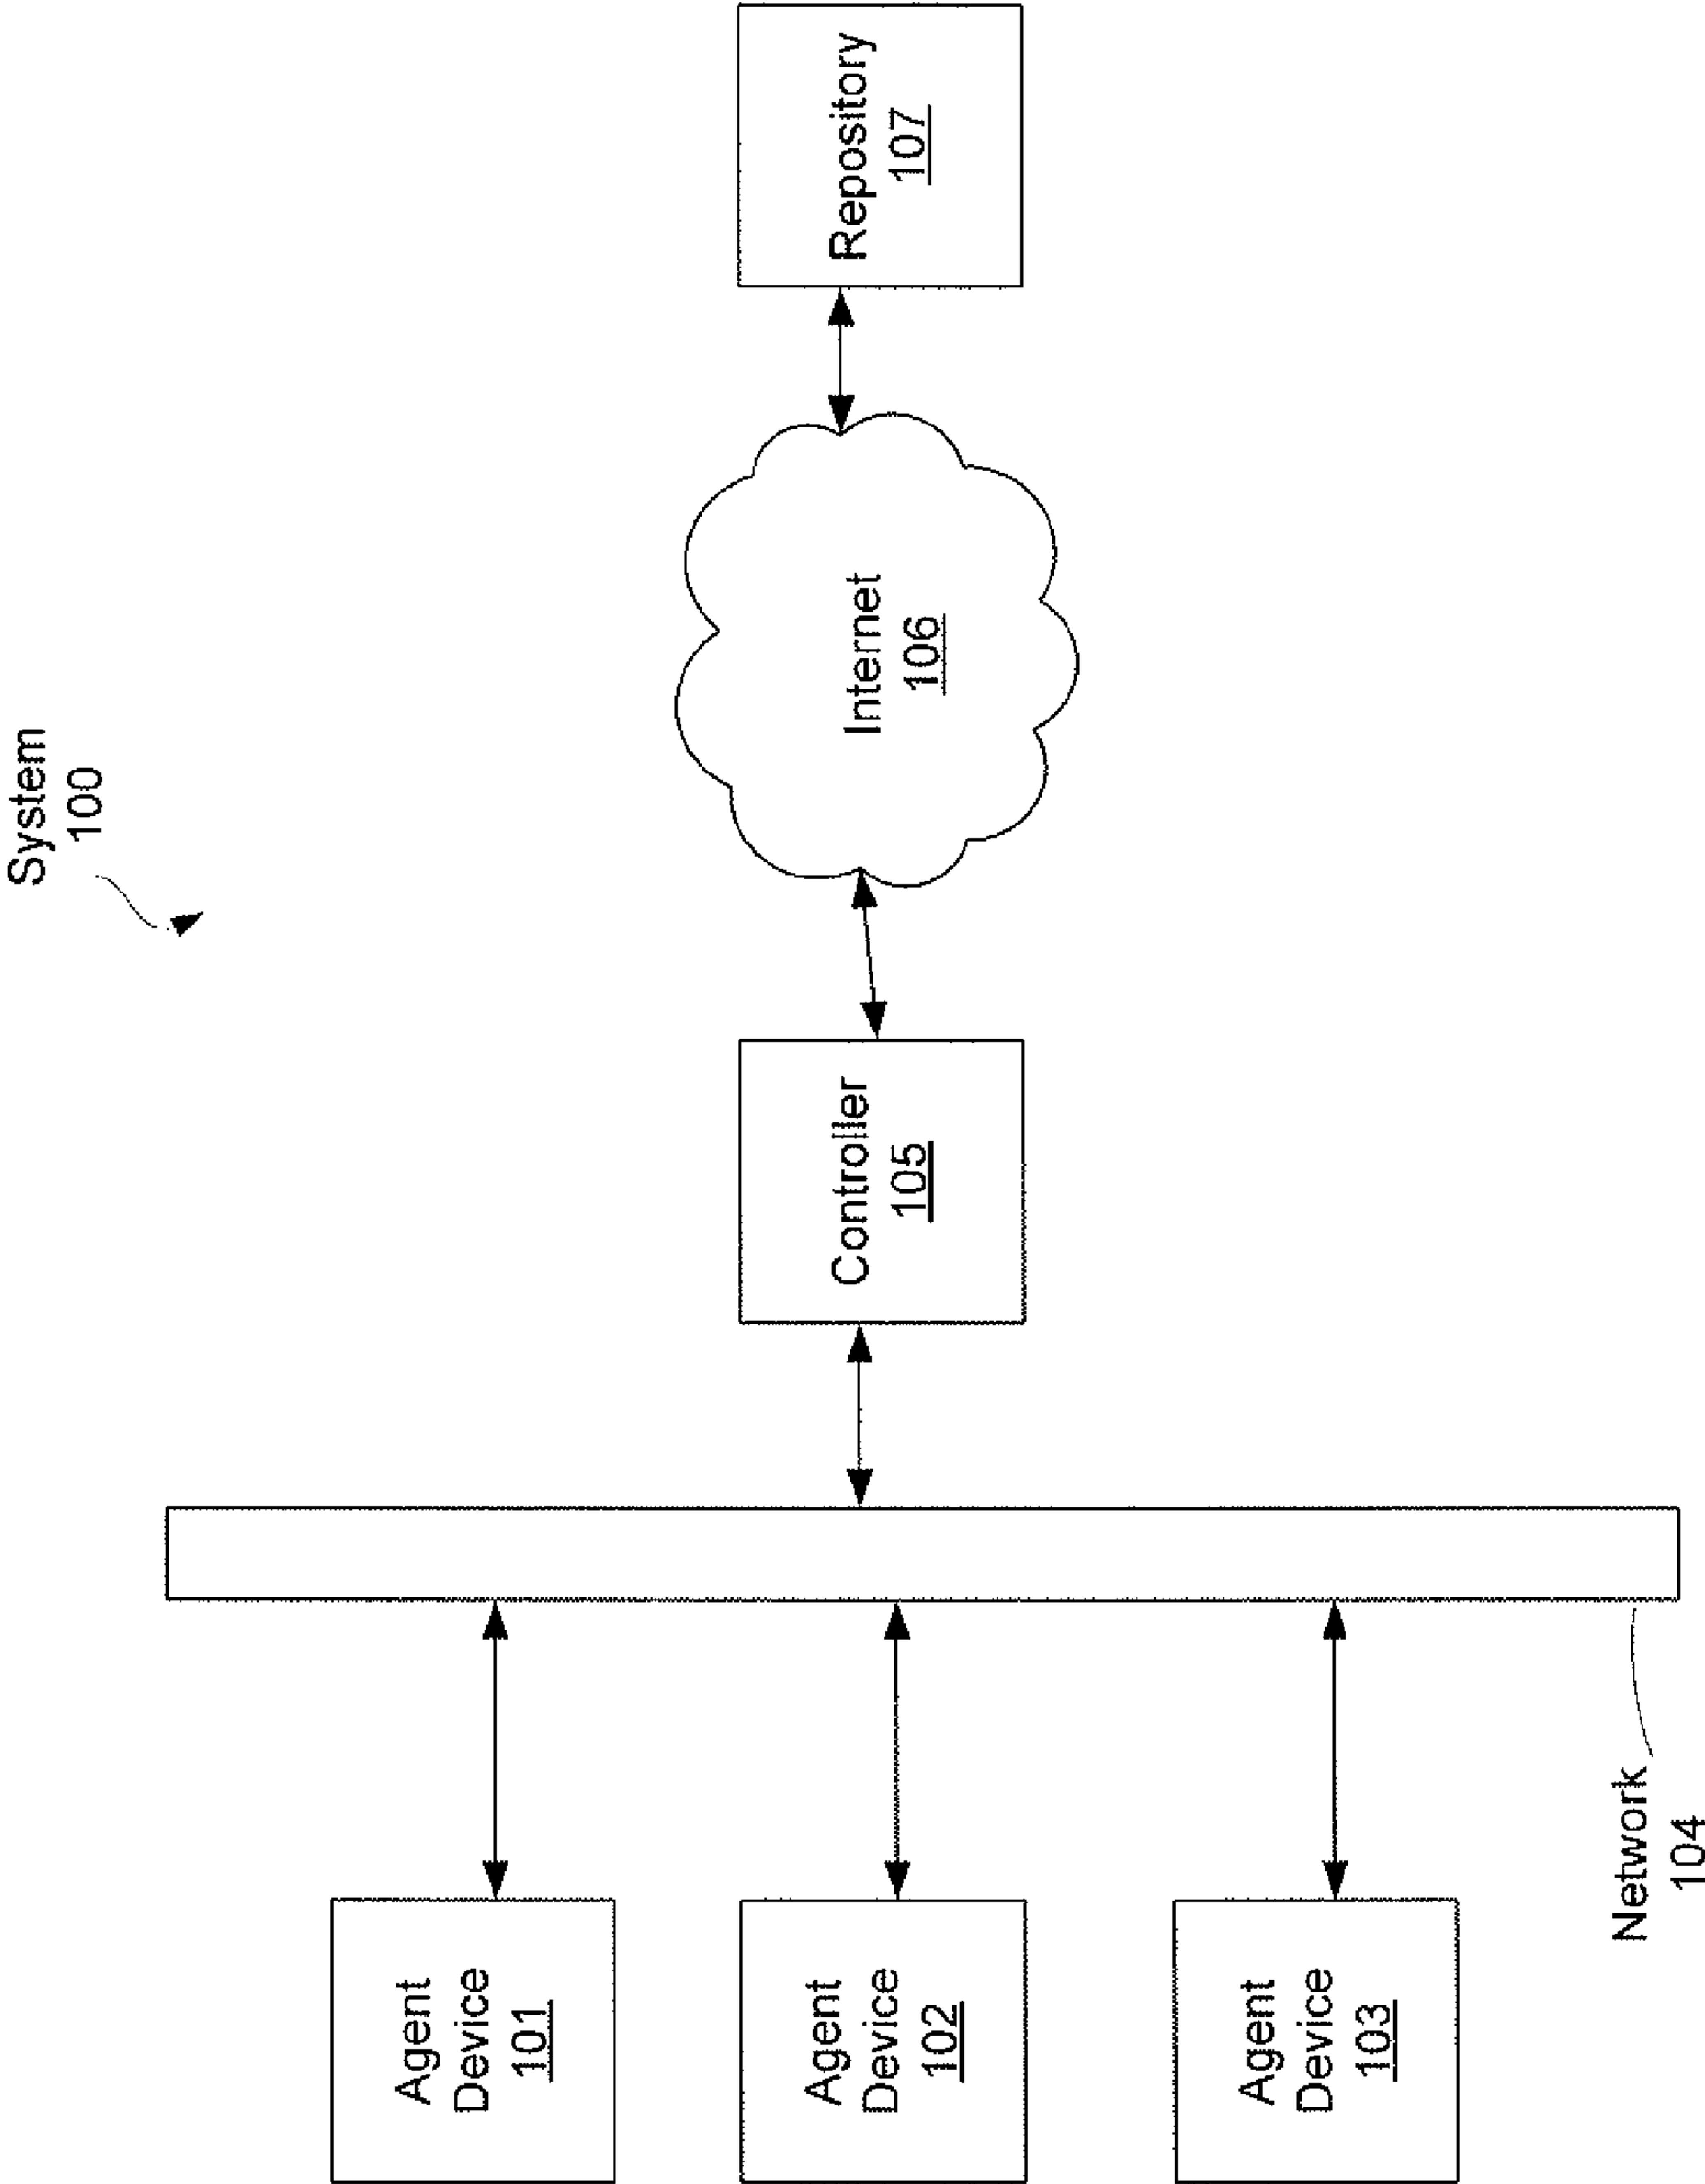 System
100
Agent
Device
101
Agent
Device
102
Agent
Device
103
Network
104
Controller
105
Internet
106
Repository
107